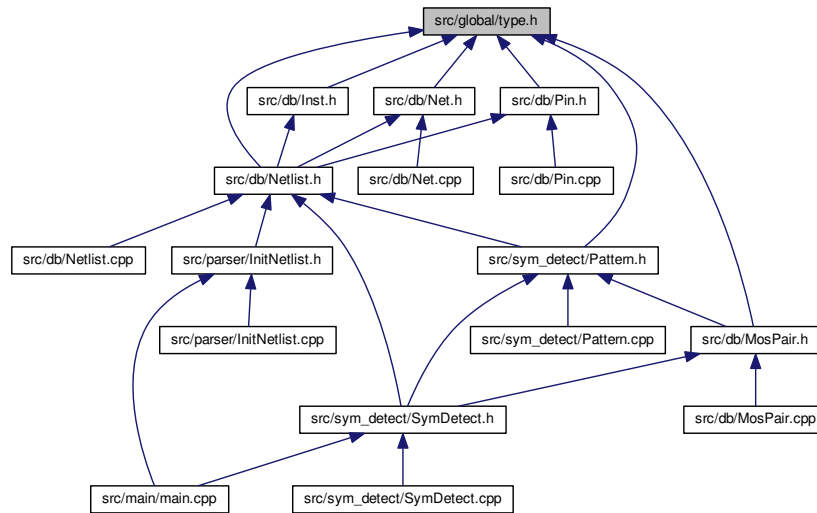 src/global/type.h
src/db/Inst.h
src/db/Net.h
src/db/Pin.h
src/db/Netlist.h
src/db/Net.cpp
src/db/Pin.cpp
src/db/Netlist.cpp
src/parser/InitNetlist.h
src/sym_detect/Pattern.h
src/parser/InitNetlist.cpp
src/sym_detect/Pattern.cpp
src/db/MosPair.h
src/sym_detect/SymDetect.h
src/db/MosPair.cpp
src/main/main.cpp
src/sym_detect/SymDetect.cpp